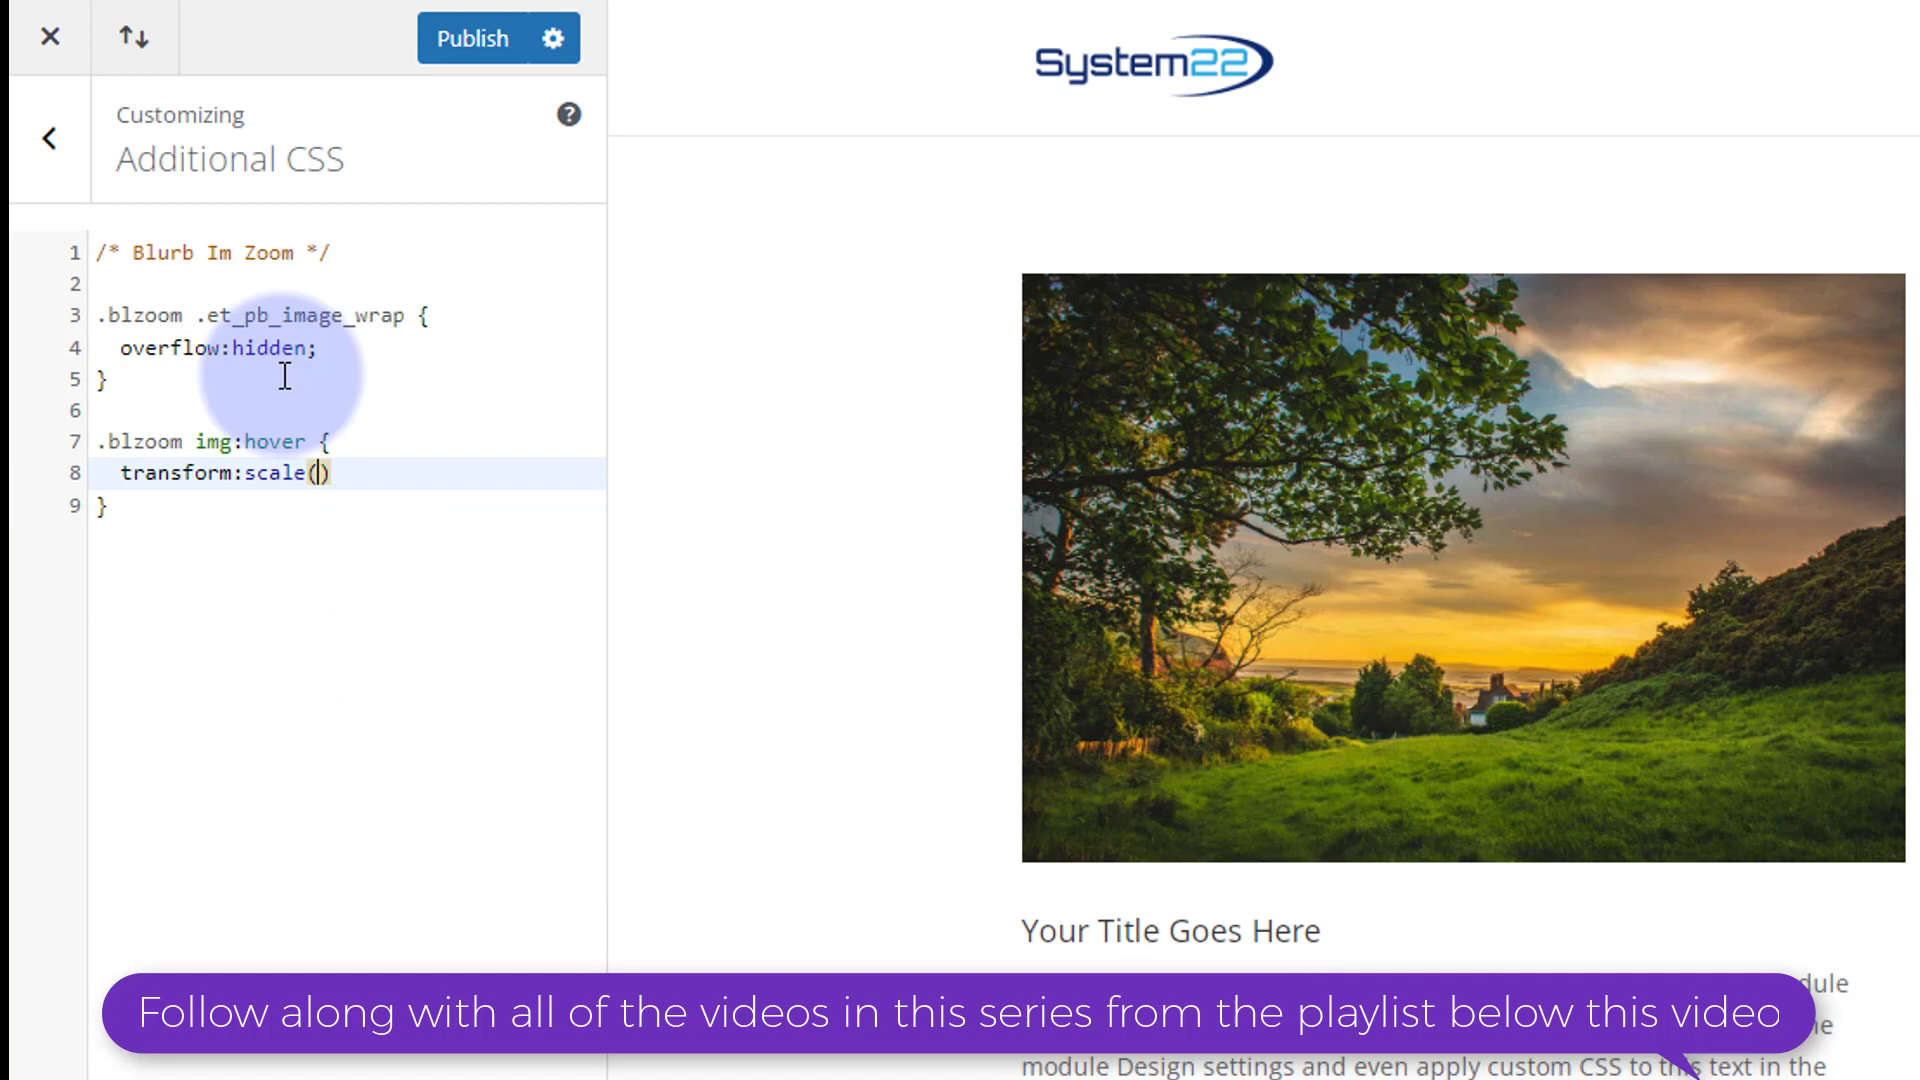 Publish
Customizing
Additional CSS
System22
1 /* Blurb Im Zoom */
2
3 .blzoom .et_pb_image_wrap {
4 overflow:hidden;
5 }
6
7 .blzoom img:hover {
8 transform:scale()
9 }
Your Title Goes Here
Follow along with all of the videos in this series from the playlist below this video
module Design settings and even apply custom CSS to this text in the